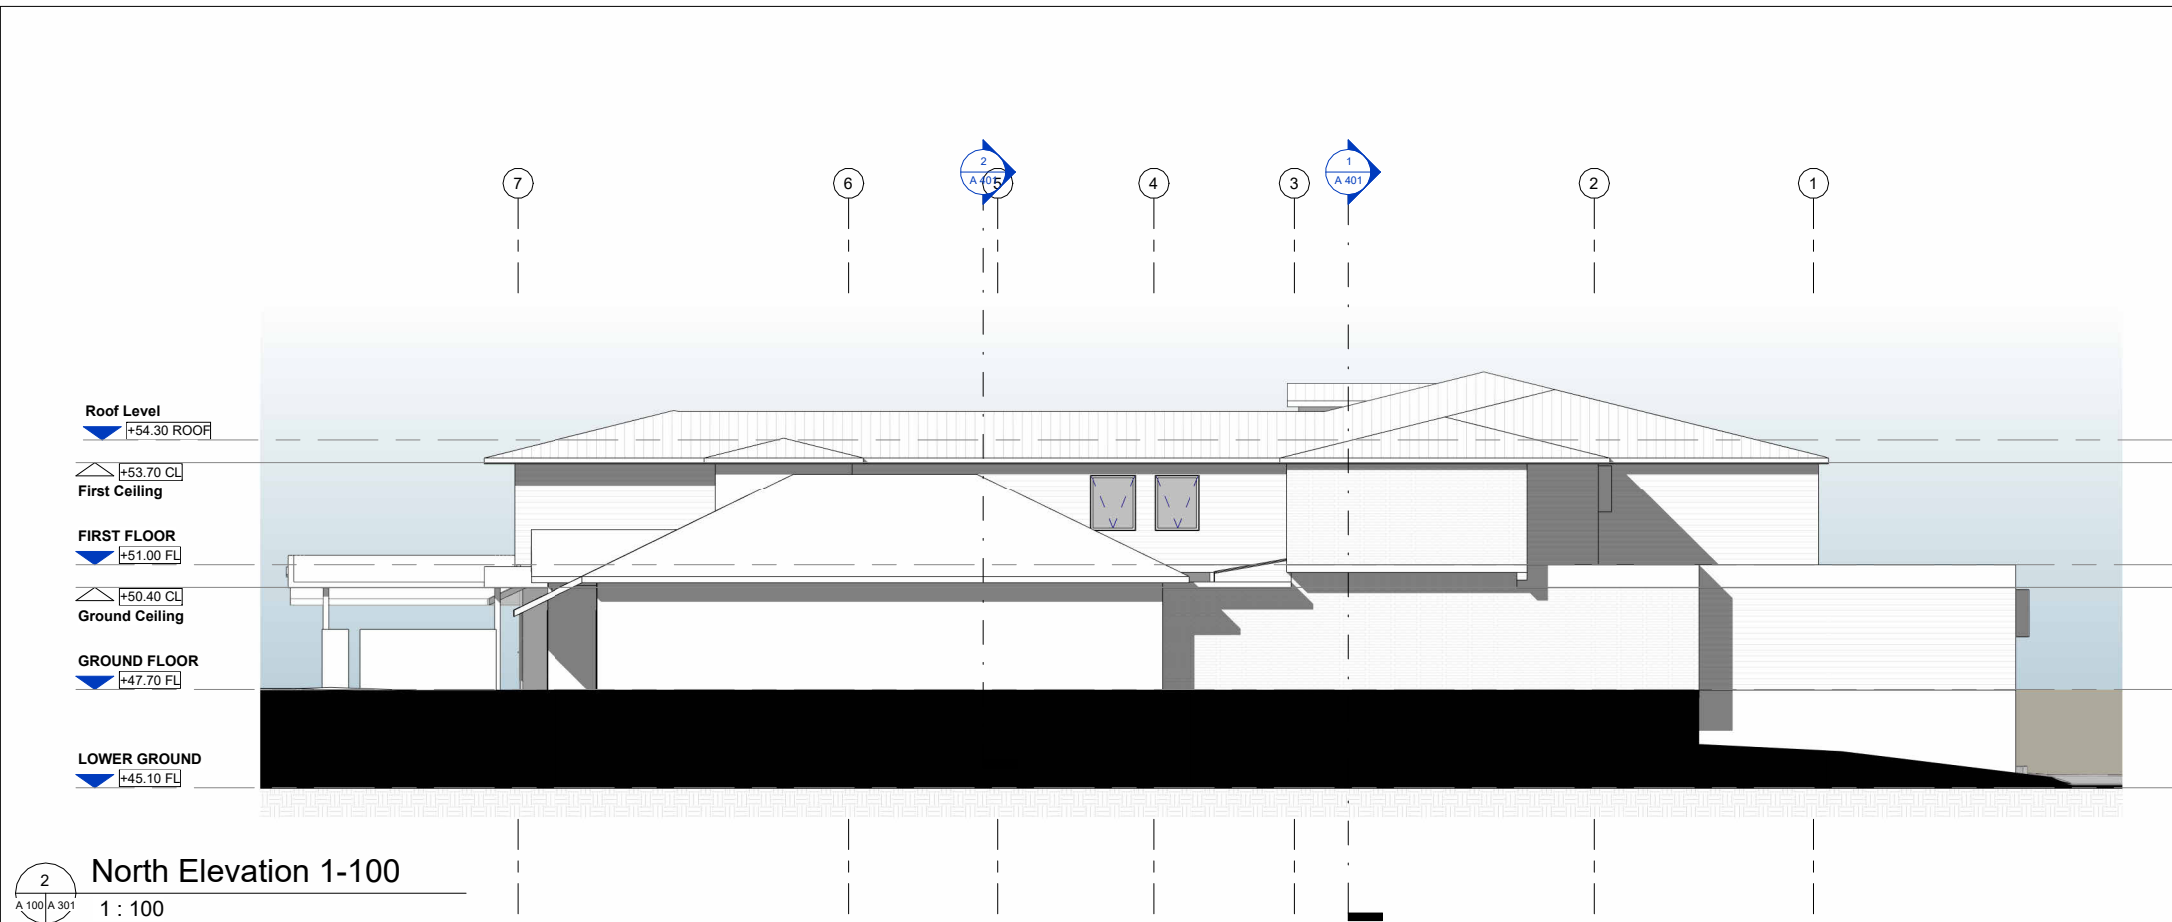 7
6
2
A 401
5
4
3
1
A 401
2
1
Roof Level
+54.30 ROOF
+53.70 CL
First Ceiling
FIRST FLOOR
+51.00 FL
+50.40 CL
Ground Ceiling
GROUND FLOOR
+47.70 FL
LOWER GROUND
+45.10 FL
2
A 100 A 301
North Elevation 1-100
1 : 100